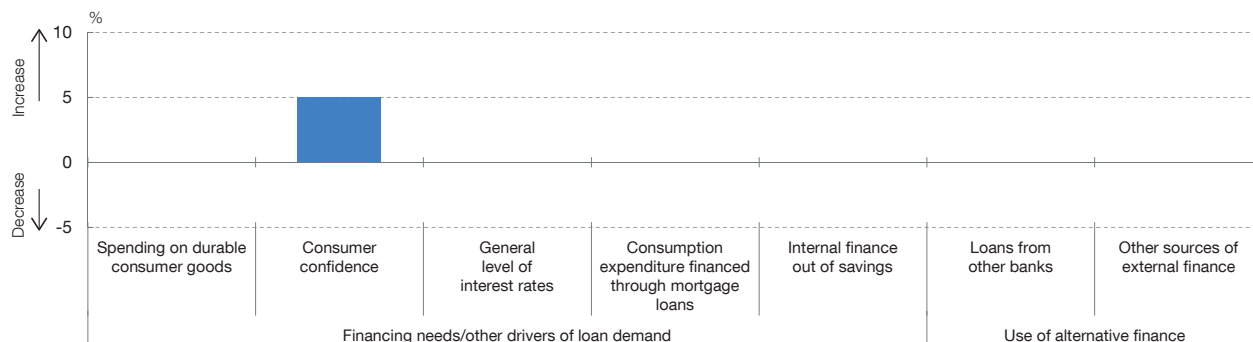 %
10
5
0
-5
Increase
Decrease
Spending on durable
consumer goods
Consumer
confidence
General
level of
interest rates
Consumption
expenditure financed
through mortgage
loans
Internal finance
out of savings
Loans from
other banks
Other sources of
external finance
Financing needs/other drivers of loan demand
Use of alternative finance